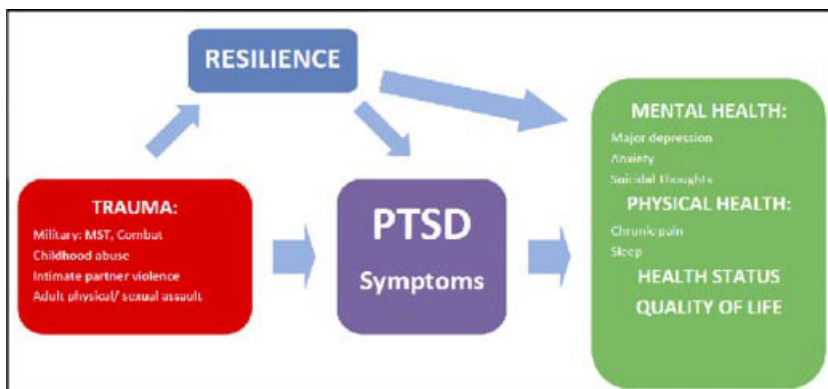 RESILIENCE
TRAUMA:
Military: MST, Combat
Childhood abuse
Intimate partner violence
Adult physical/ sexual assault
PTSD
Symptoms
MENTAL HEALTH:
Major depression
Anxiety
Suicidal Thoughts
PHYSICAL HEALTH:
Chronic pain
Sleep
HEALTH STATUS
QUALITY OF LIFE